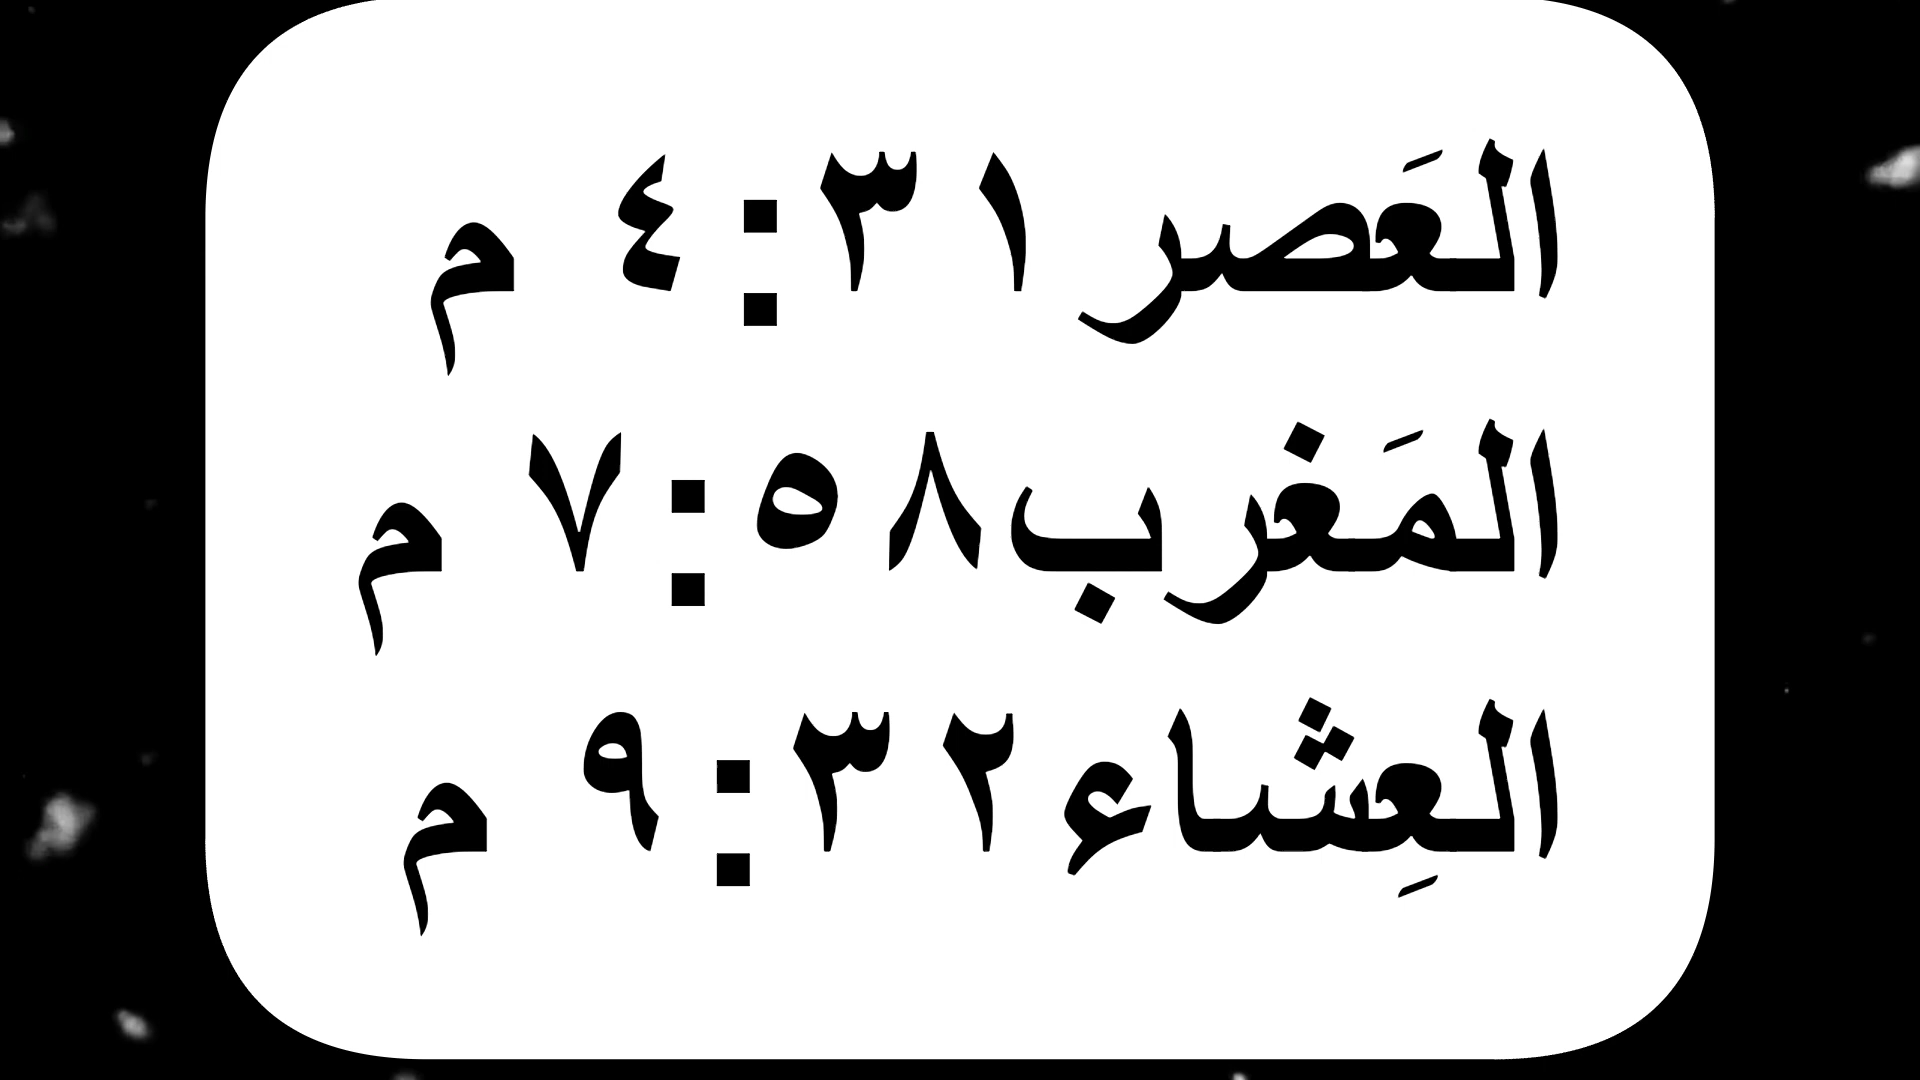 العَصر ٤:٣١ م
المَغرب ٧:٥٨ م
العِشاء ٩:٣٢ م